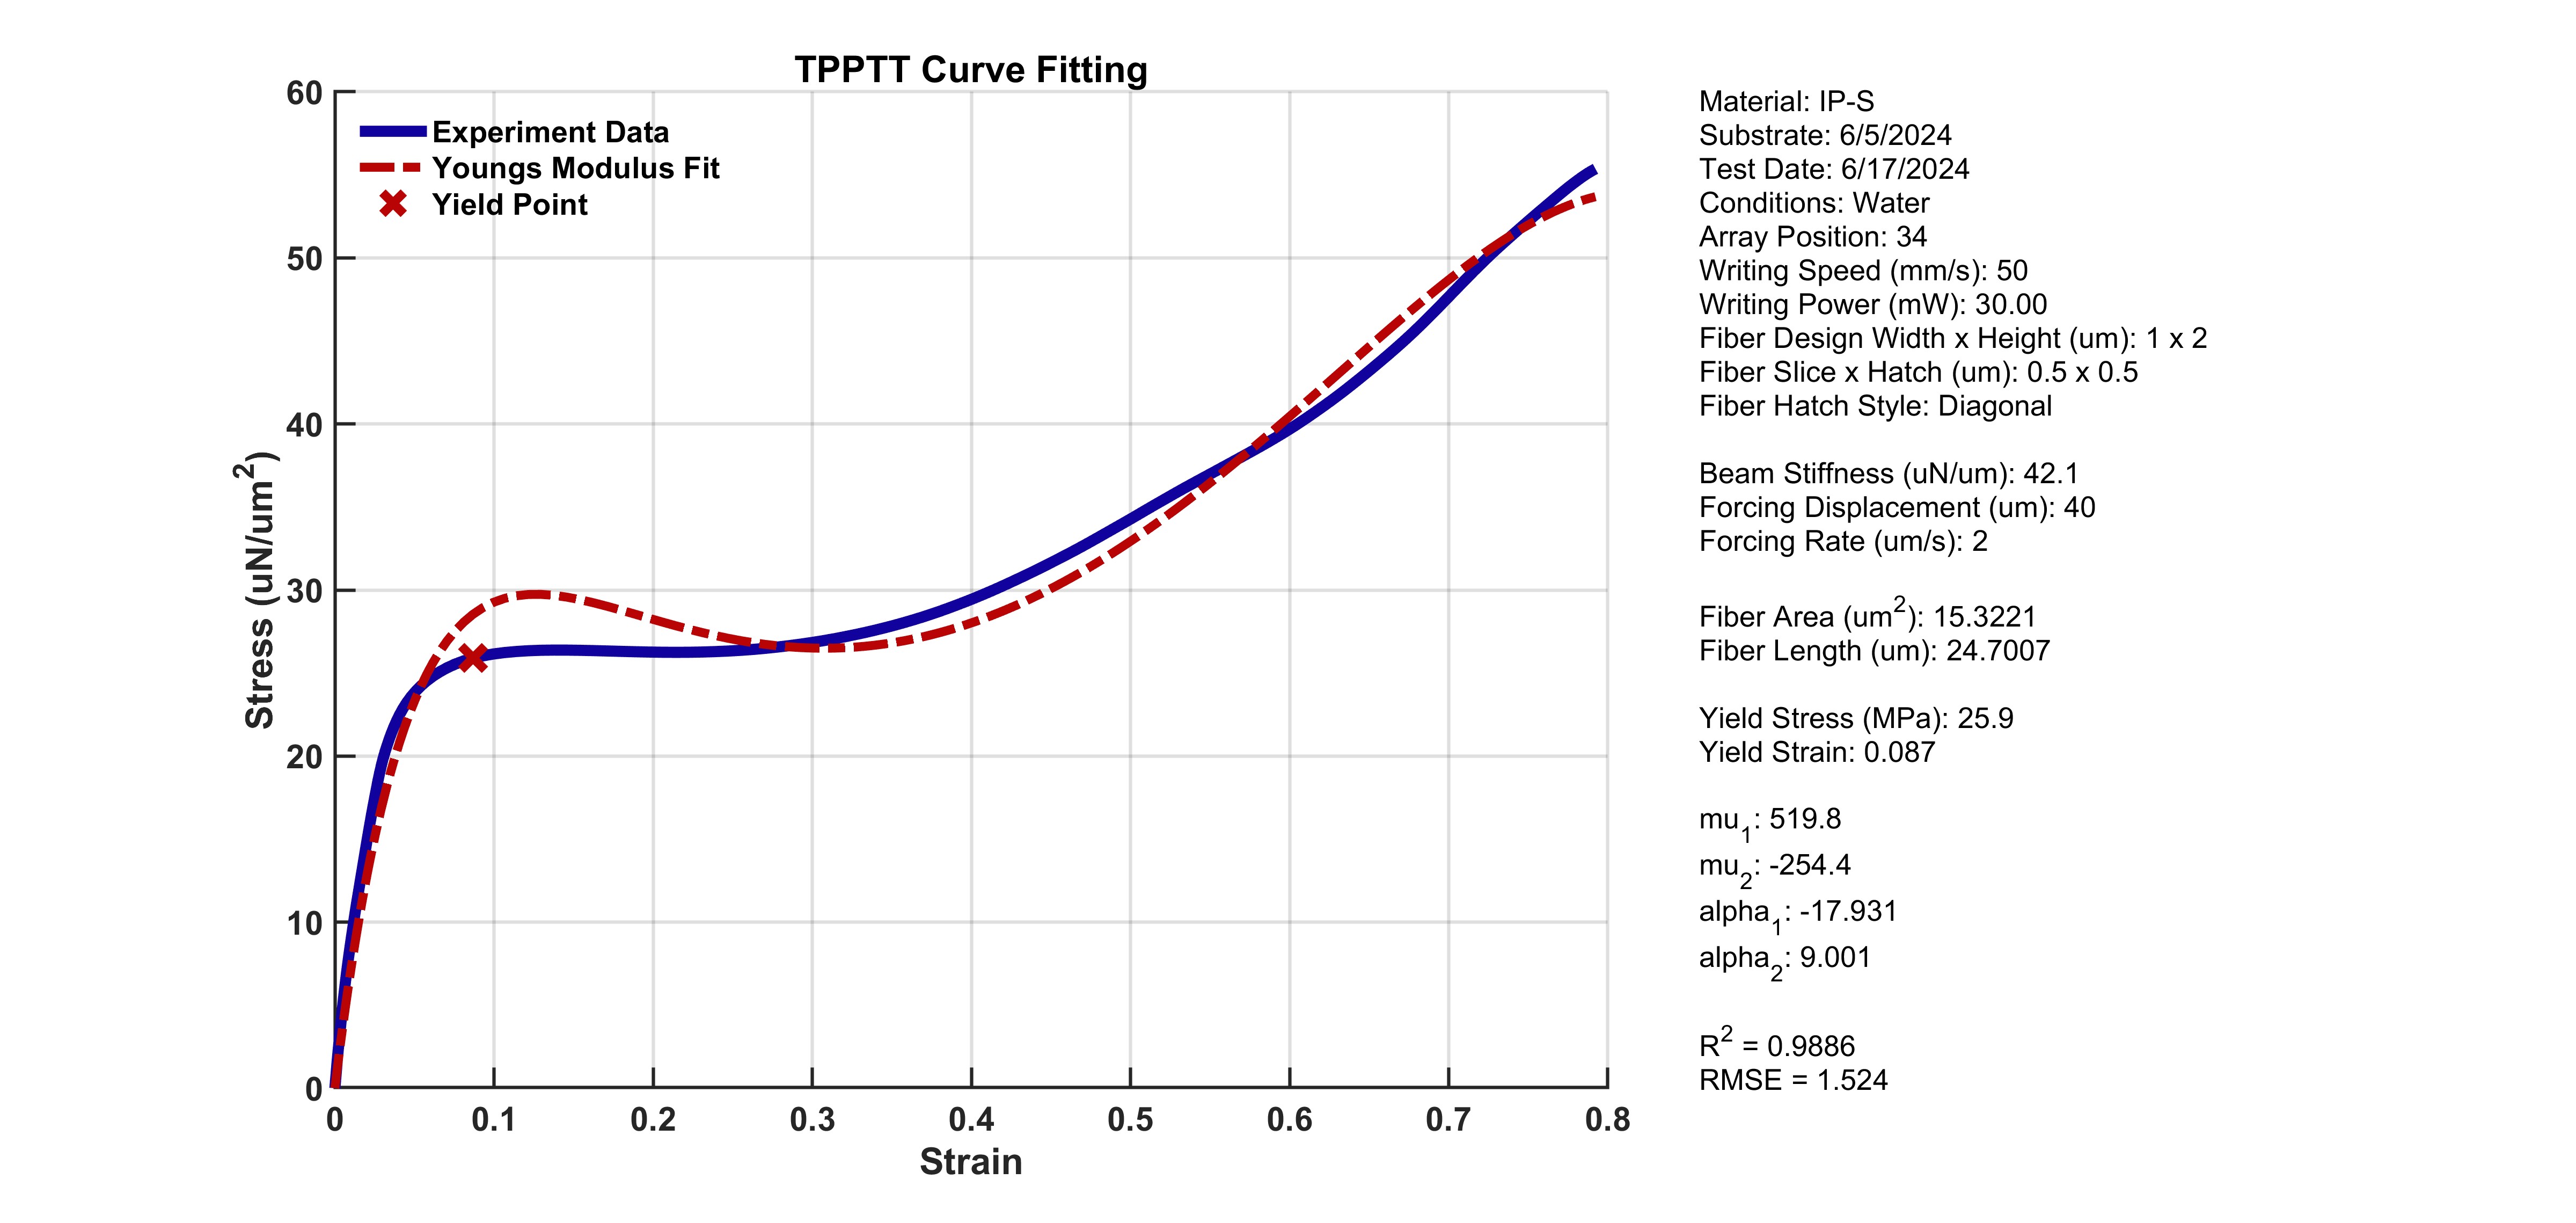 TPPTT Curve Fitting
60
50
40
30
20
10
0
Stress (uN/um²)
Experiment Data
Youngs Modulus Fit
Yield Point
0 0.1 0.2 0.3 0.4 0.5 0.6 0.7 0.8
Strain
Material: IP-S
Substrate: 6/5/2024
Test Date: 6/17/2024
Conditions: Water
Array Position: 34
Writing Speed (mm/s): 50
Writing Power (mW): 30.00
Fiber Design Width x Height (um): 1 x 2
Fiber Slice x Hatch (um): 0.5 x 0.5
Fiber Hatch Style: Diagonal
Beam Stiffness (uN/um): 42.1
Forcing Displacement (um): 40
Forcing Rate (um/s): 2
Fiber Area (um²): 15.3221
Fiber Length (um): 24.7007
Yield Stress (MPa): 25.9
Yield Strain: 0.087
mu₁: 519.8
mu₂: -254.4
alpha₁: -17.931
alpha₂: 9.001
R² = 0.9886
RMSE = 1.524